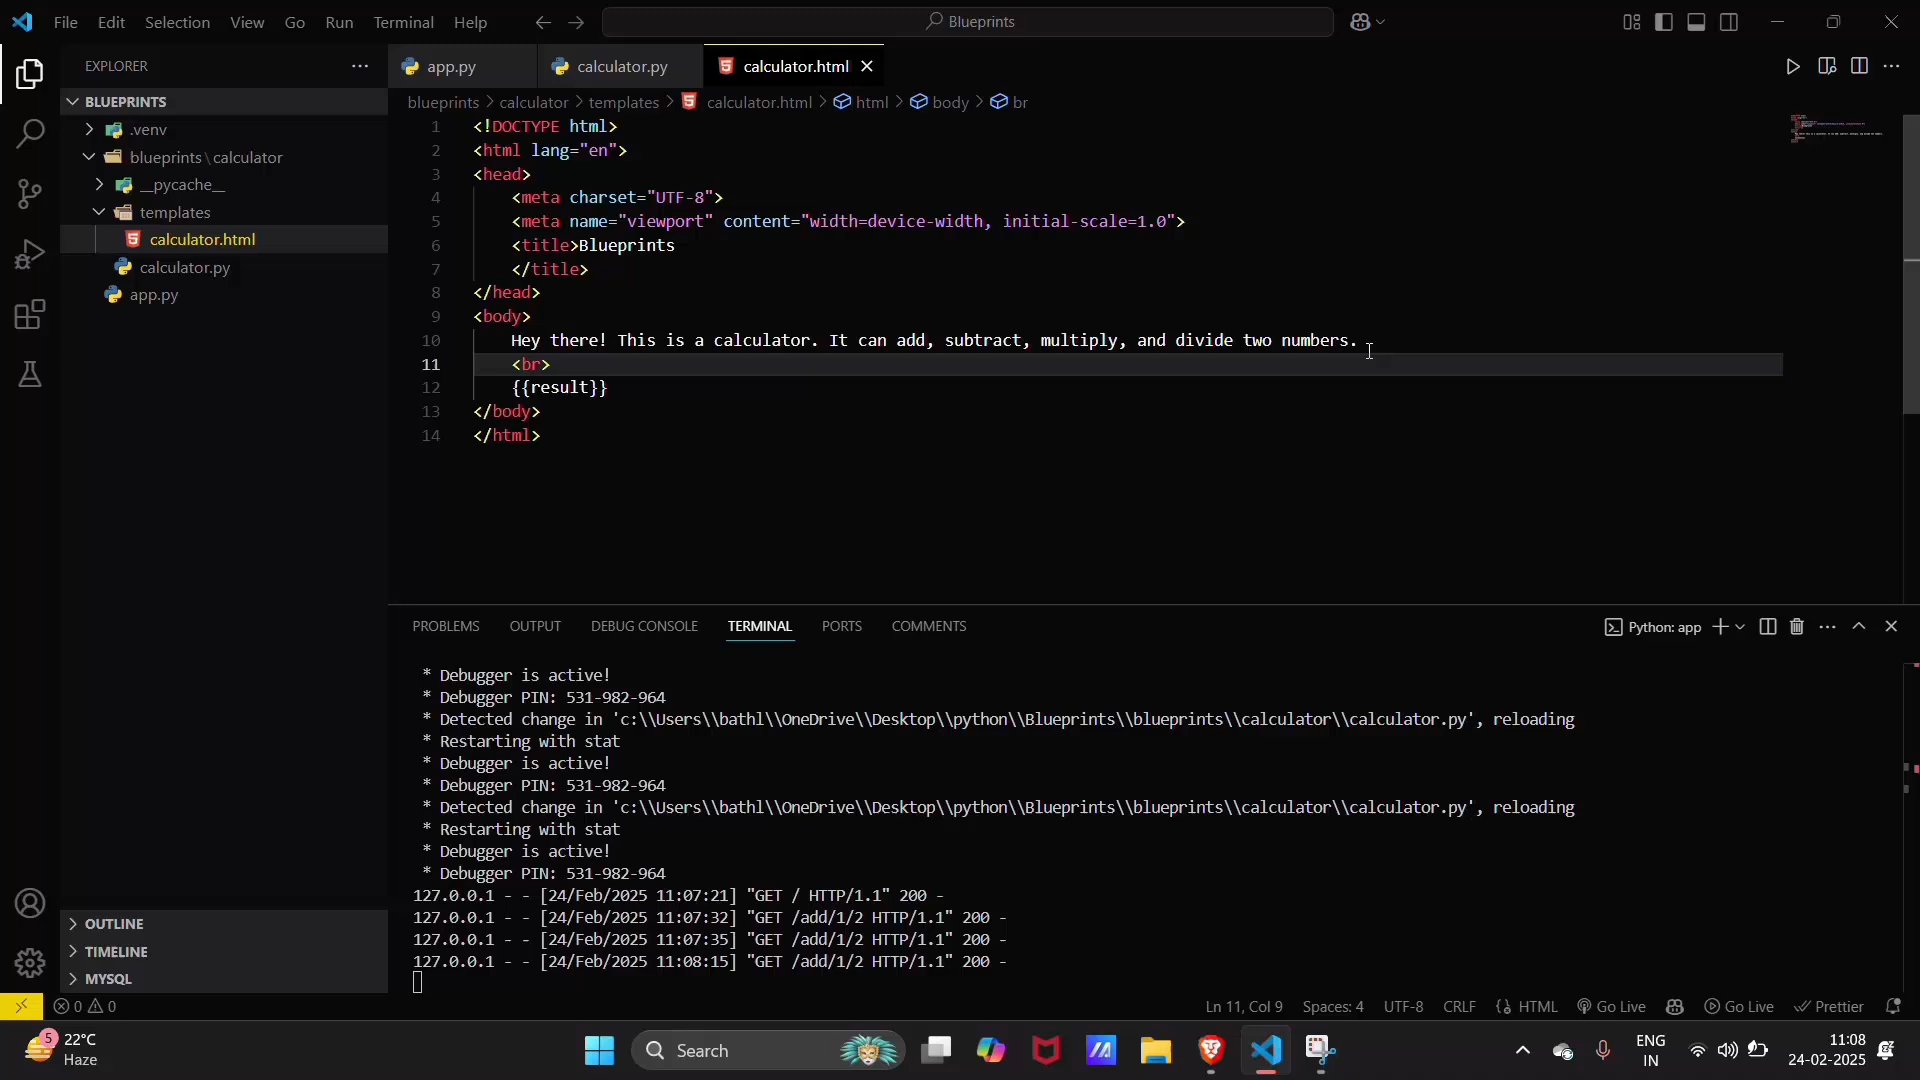 File Edit Selection View Go Run Terminal Help
Blueprints
EXPLORER
BLUEPRINTS
.venv
blueprints\calculator
__pycache__
templates
calculator.html
calculator.py
app.py
OUTLINE
TIMELINE
MYSQL
app.py
calculator.py
calculator.html
blueprints > calculator > templates > calculator.html > html > body > br
1 <!DOCTYPE html>
2 <html lang="en">
3 <head>
4 <meta charset="UTF-8">
5 <meta name="viewport" content="width=device-width, initial-scale=1.0">
6 <title>Blueprints
7 </title>
8 </head>
9 <body>
10 Hey there! This is a calculator. It can add, subtract, multiply, and divide two numbers.
11 <br>
12 {{result}}
13 </body>
14 </html>
PROBLEMS OUTPUT DEBUG CONSOLE TERMINAL PORTS COMMENTS
Python: app
* Debugger is active!
* Debugger PIN: 531-982-964
* Detected change in 'c:\\Users\\bathl\\OneDrive\\Desktop\\python\\Blueprints\\blueprints\\calculator\\calculator.py', reloading
* Restarting with stat
* Debugger is active!
* Debugger PIN: 531-982-964
* Detected change in 'c:\\Users\\bathl\\OneDrive\\Desktop\\python\\Blueprints\\blueprints\\calculator\\calculator.py', reloading
* Restarting with stat
* Debugger is active!
* Debugger PIN: 531-982-964
127.0.0.1 - - [24/Feb/2025 11:07:21] "GET / HTTP/1.1" 200 -
127.0.0.1 - - [24/Feb/2025 11:07:32] "GET /add/1/2 HTTP/1.1" 200 -
127.0.0.1 - - [24/Feb/2025 11:07:35] "GET /add/1/2 HTTP/1.1" 200 -
127.0.0.1 - - [24/Feb/2025 11:08:15] "GET /add/1/2 HTTP/1.1" 200 -
0 0
Ln 11, Col 9 Spaces: 4 UTF-8 CRLF HTML Go Live Go Live Prettier
5
22°C
Haze
Search
ENG
IN
11:08
24-02-2025